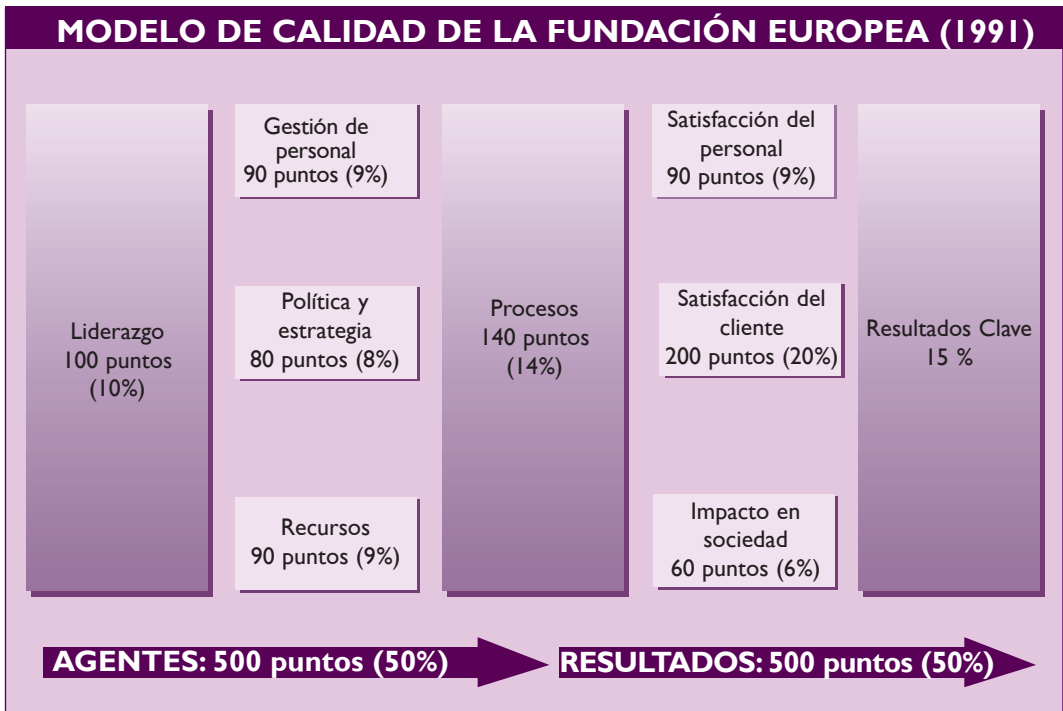 MODELO DE CALIDAD DE LA FUNDACIÓN EUROPEA (1991)
Liderazgo
100 puntos
(10%)
Gestión de
personal
90 puntos (9%)
Política y
estrategia
80 puntos (8%)
Recursos
90 puntos (9%)
Procesos
140 puntos
(14%)
Satisfacción del
personal
90 puntos (9%)
Satisfacción del
cliente
200 puntos (20%)
Impacto en
sociedad
60 puntos (6%)
Resultados Clave
15 %
AGENTES: 500 puntos (50%)
RESULTADOS: 500 puntos (50%)